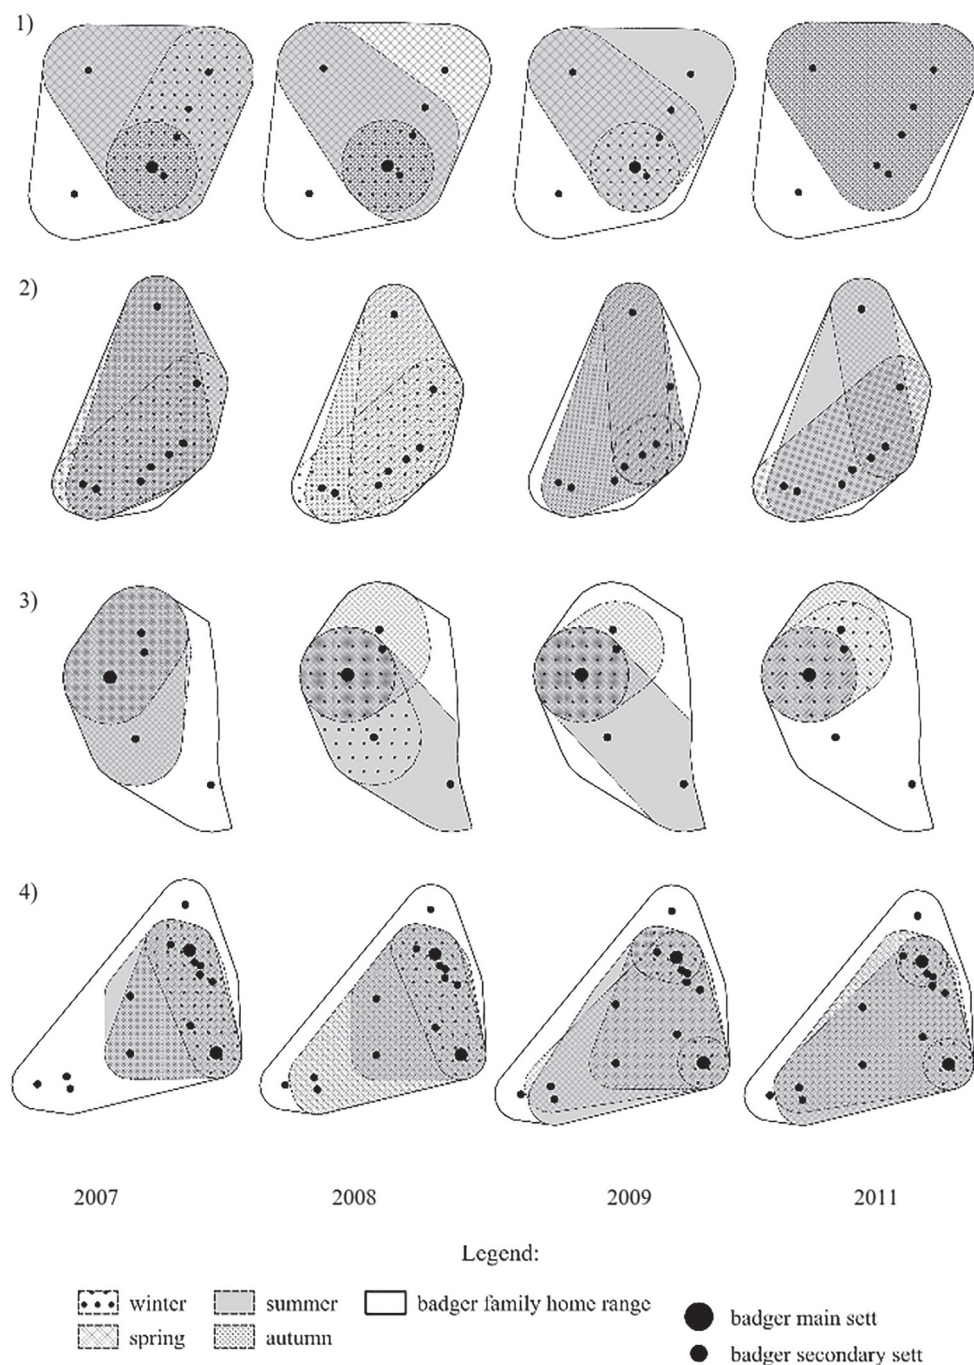 1)
2)
3)
4)
2007 2008 2009 2011
Legend:
winter summer badger family home range badger main sett
spring autumn badger secondary sett